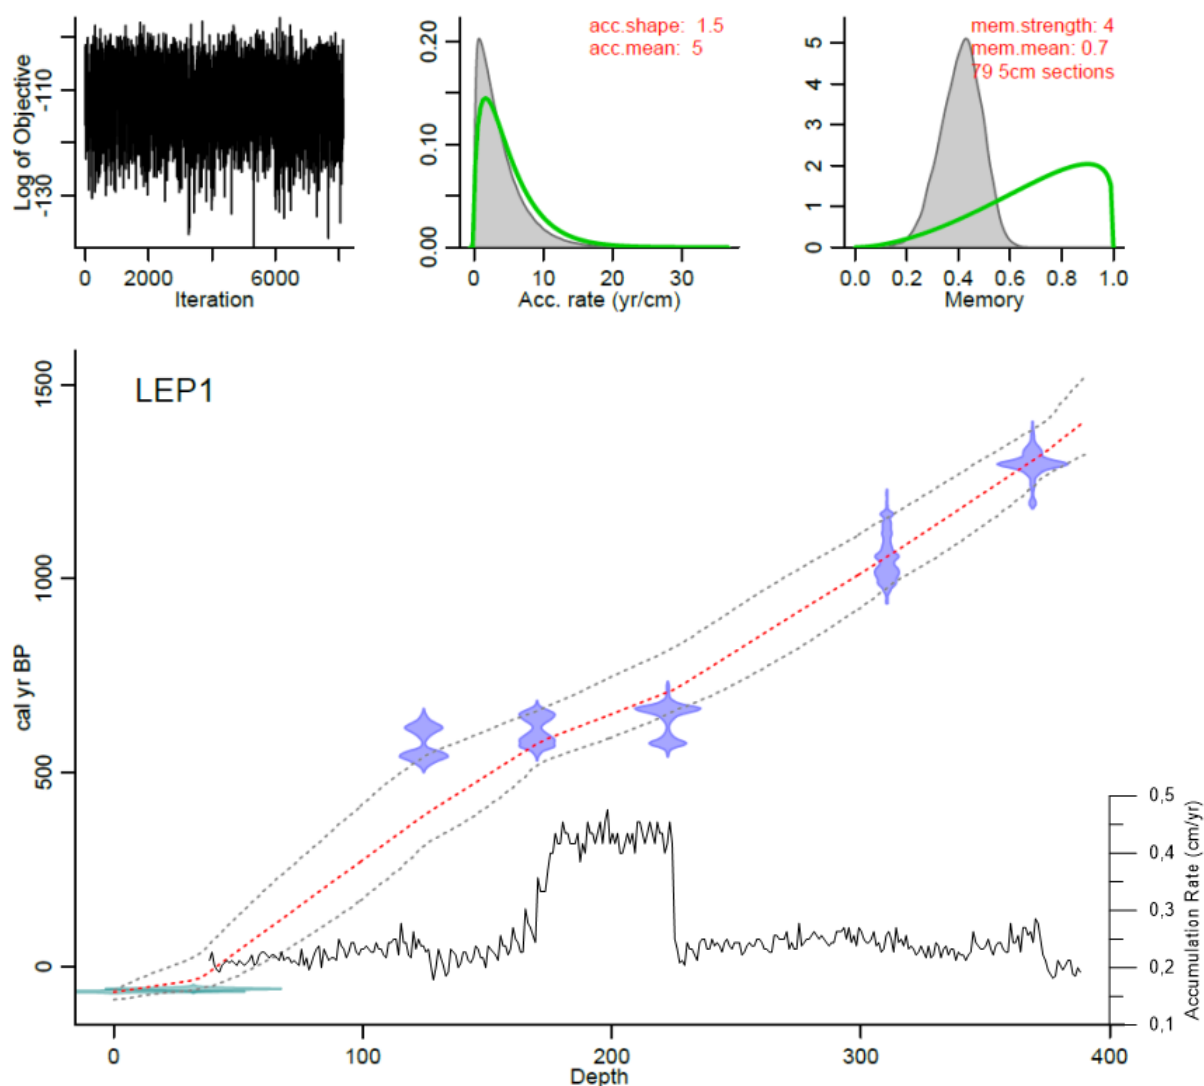 Log of Objective
-110
-130
0
2000
6000
Iteration
acc.shape: 1.5
acc.mean: 5
0.20
0.10
0.00
0
10
20
30
Acc. rate (yr/cm)
mem.strength: 4
mem.mean: 0.7
79 5cm sections
5
4
3
2
1
0
0.0
0.2
0.4
0.6
0.8
1.0
Memory
LEP1
cal yr BP
1500
1000
500
0
0
100
200
300
400
Depth
0,5
0,4
0,3
0,2
0,1
Accumulation Rate (cm/yr)